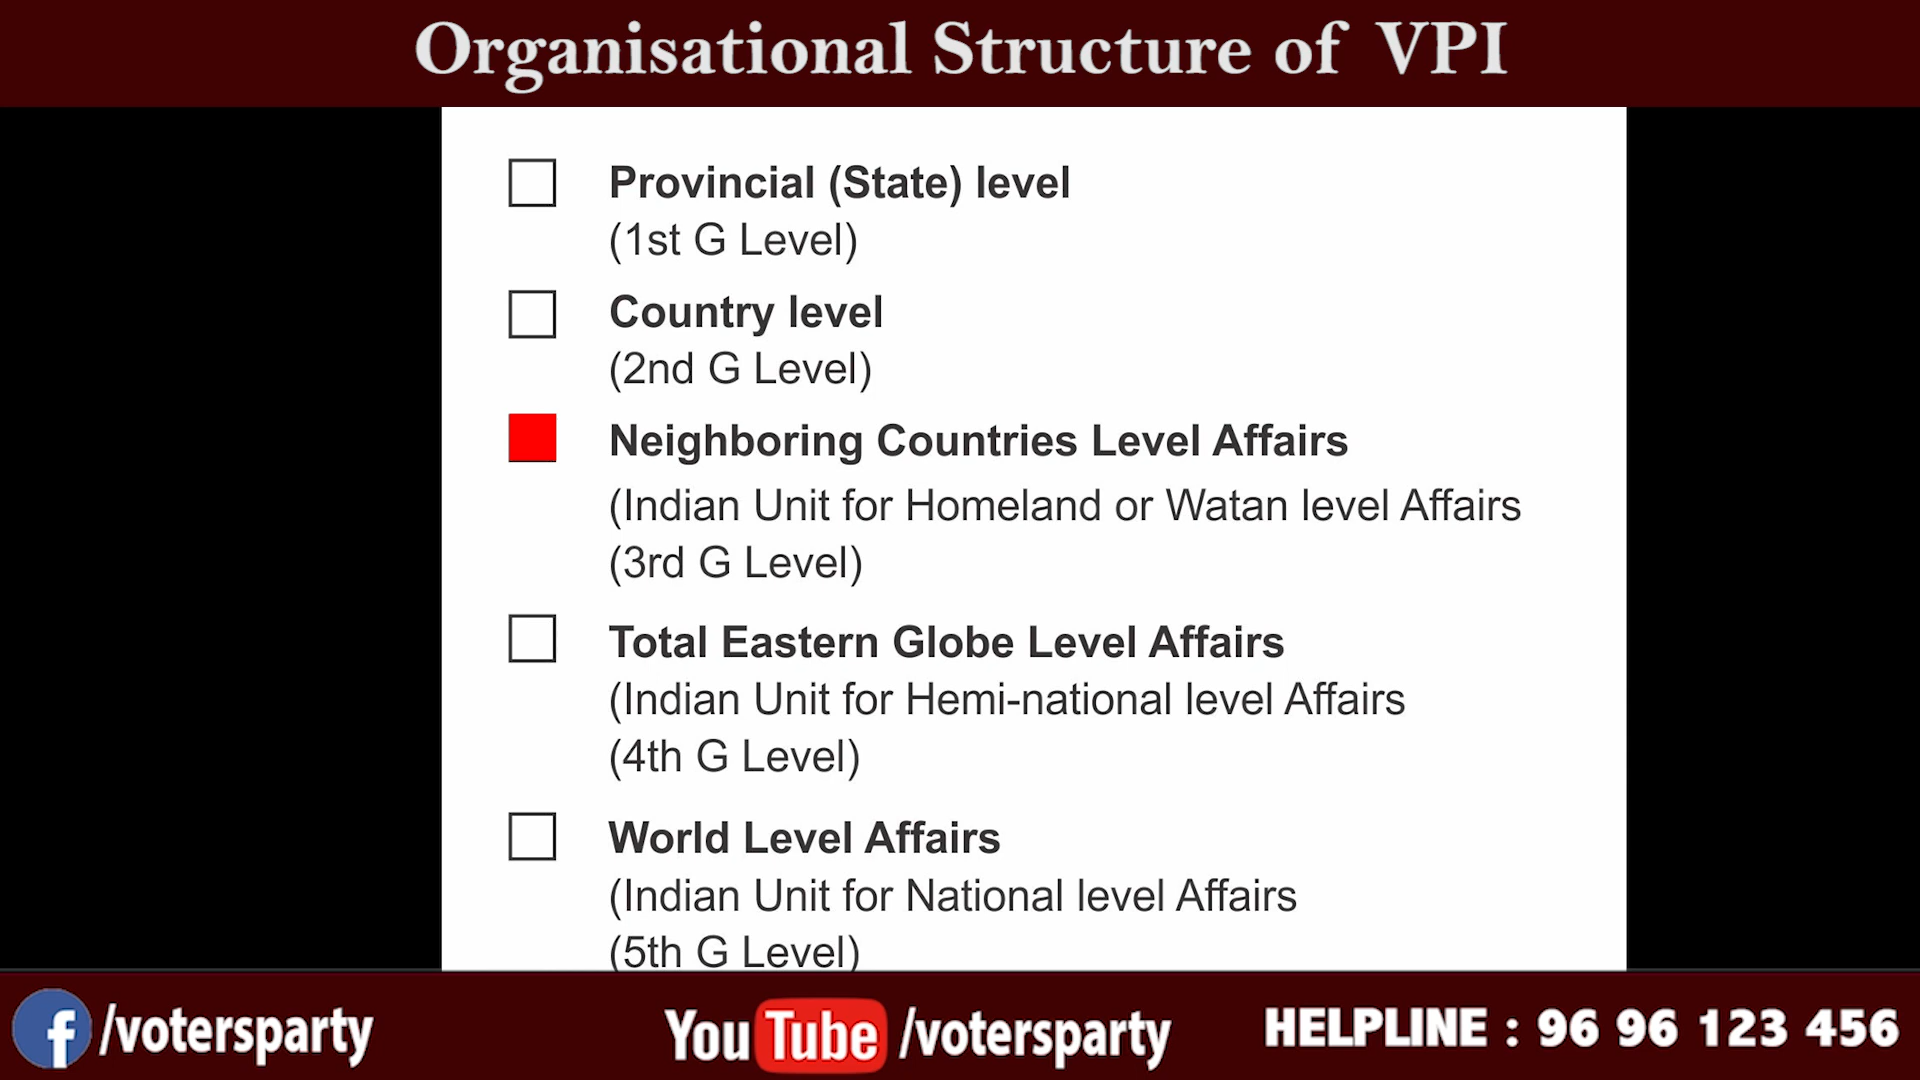 Organisational Structure of VPI
Provincial (State) level
(1st G Level)
Country level
(2nd G Level)
Neighboring Countries Level Affairs
(Indian Unit for Homeland or Watan level Affairs
(3rd G Level)
Total Eastern Globe Level Affairs
(Indian Unit for Hemi-national level Affairs
(4th G Level)
World Level Affairs
(Indian Unit for National level Affairs
(5th G Level)
f /votersparty
YouTube /votersparty
HELPLINE : 96 96 123 456